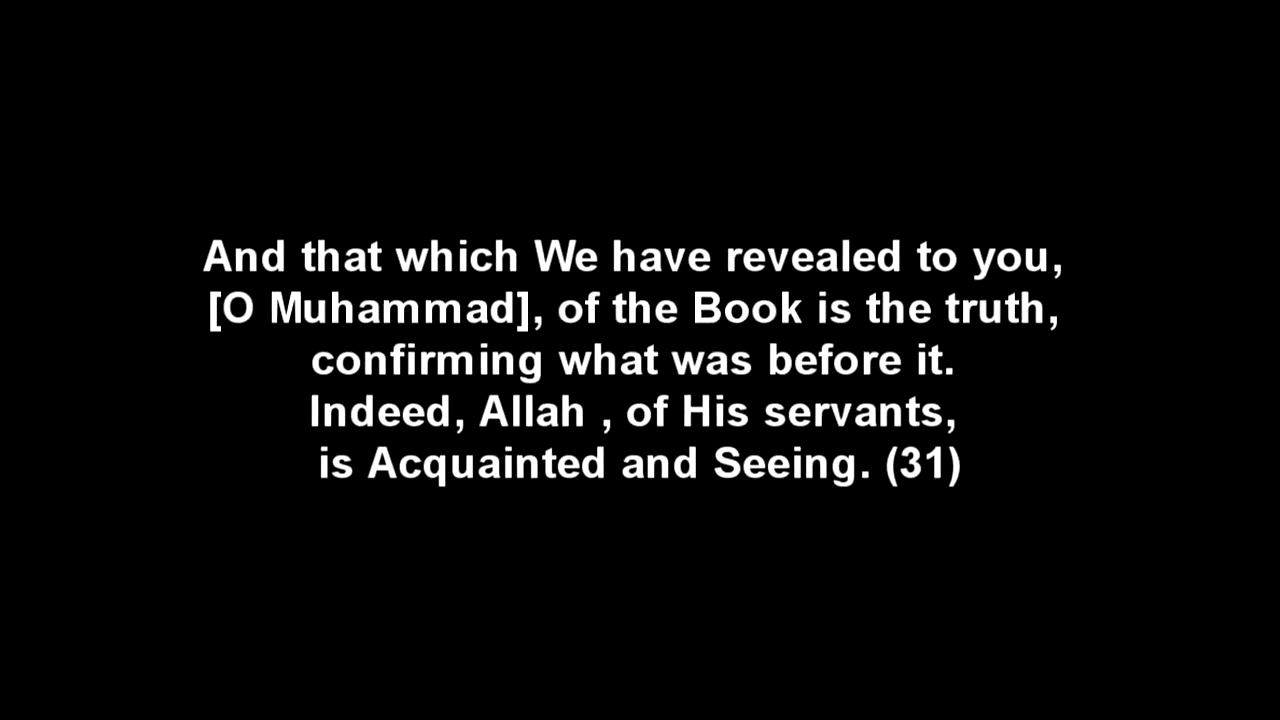 And that which We have revealed to you,
[O Muhammad], of the Book is the truth,
confirming what was before it.
Indeed, Allah , of His servants,
is Acquainted and Seeing. (31)